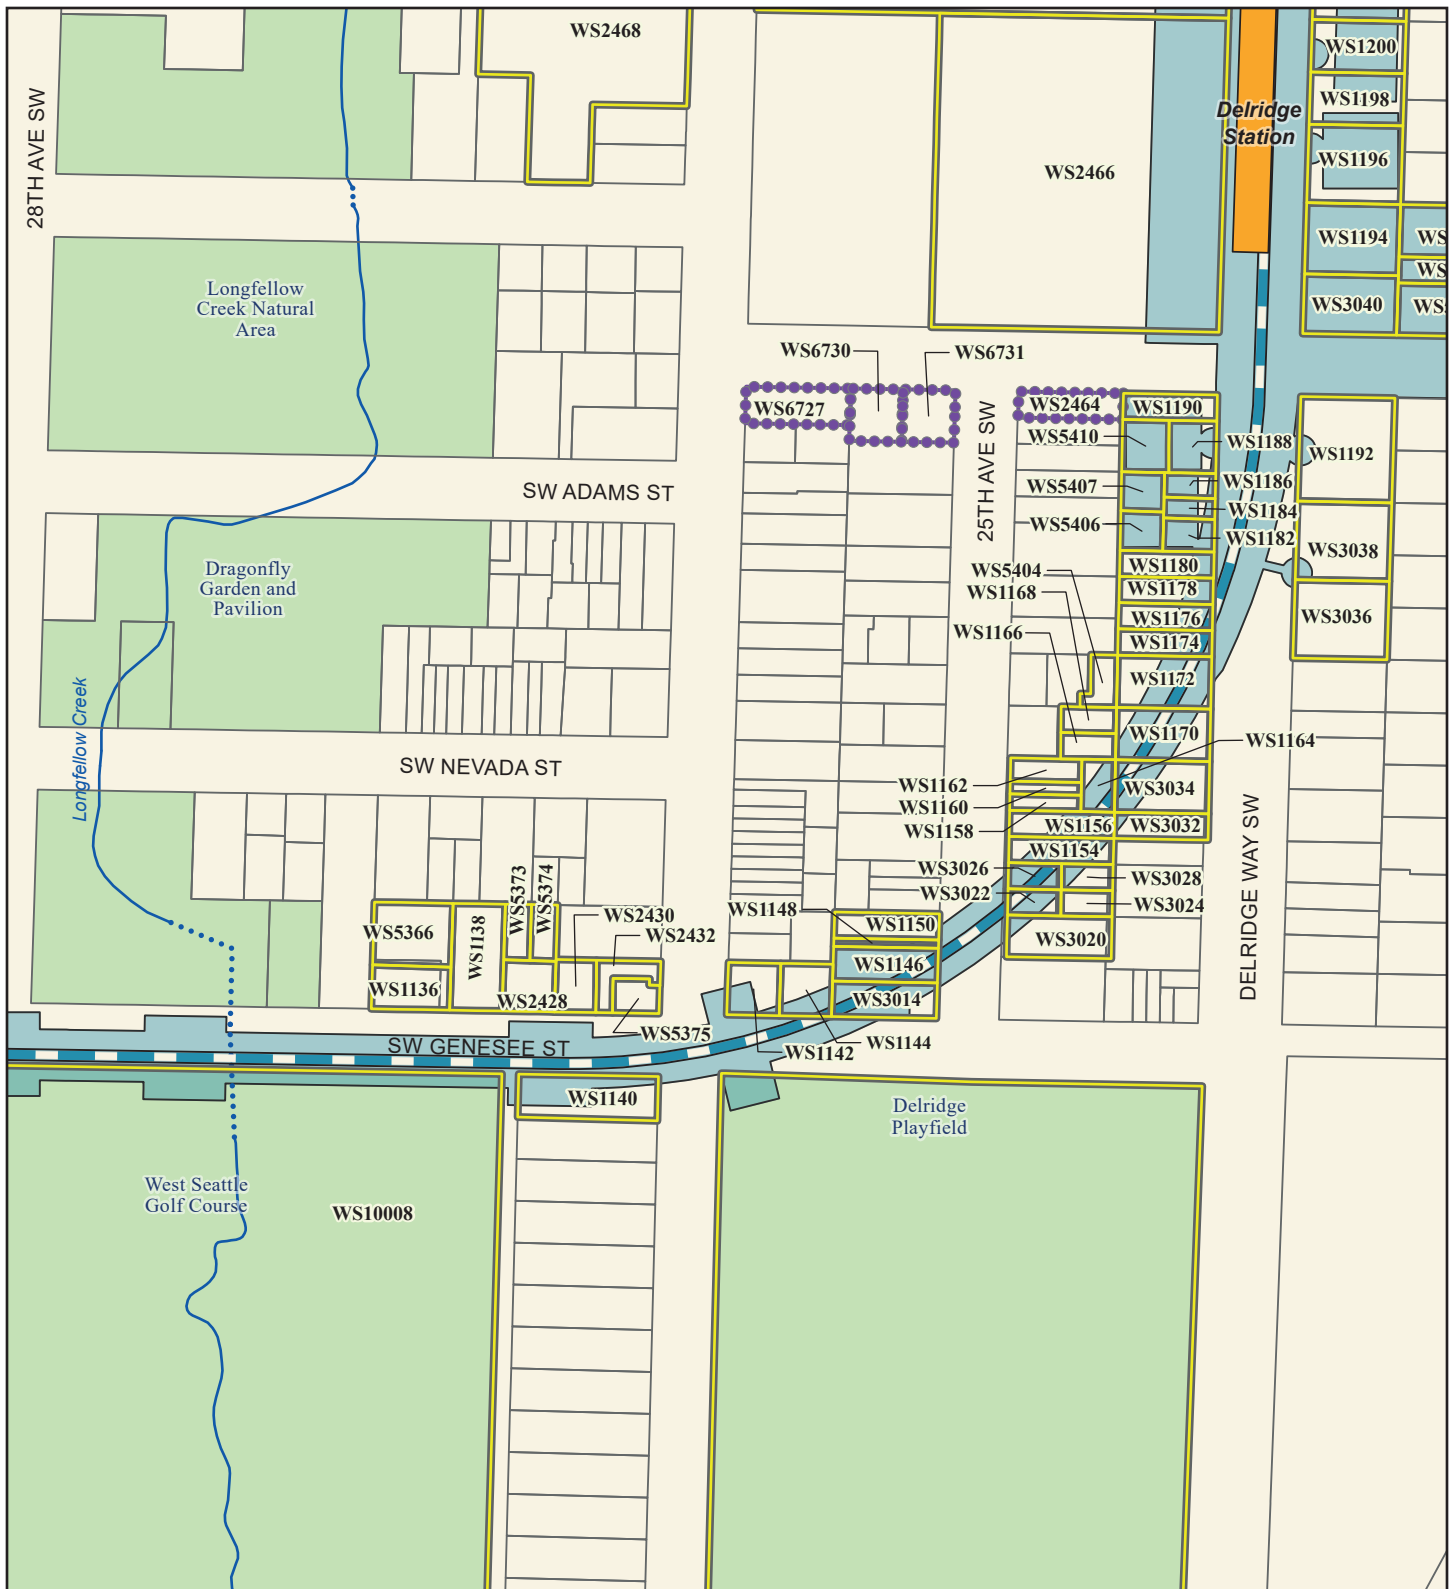 WS2468
WS1200
28TH AVE SW
WS1198
Delridge
Station
WS1196
WS2466
WS1194
WS
WS
WS3040
WS
Longfellow
Creek Natural
Area
WS6730
WS6731
WS6727
WS2464
WS1190
WS5410
WS1188
WS1192
25TH AVE SW
WS5407
WS1186
SW ADAMS ST
WS1184
WS5406
WS1182
WS3038
Dragonfly
Garden and
Pavilion
WS5404
WS1180
WS1168
WS1178
WS1176
WS3036
WS1166
WS1174
WS1172
Longfellow Creek
WS1170
WS1164
SW NEVADA ST
WS1162
WS3034
WS1160
WS1158
WS1156
WS3032
DELRIDGE WAY SW
WS1154
WS3026
WS3028
WS3022
WS3024
WS5373
WS5374
WS1148
WS2430
WS1150
WS5366
WS1138
WS2432
WS3020
WS1146
WS1136
WS2428
WS3014
WS5375
WS1144
SW GENESEE ST
WS1142
WS1140
Delridge
Playfield
West Seattle
Golf Course
WS10008